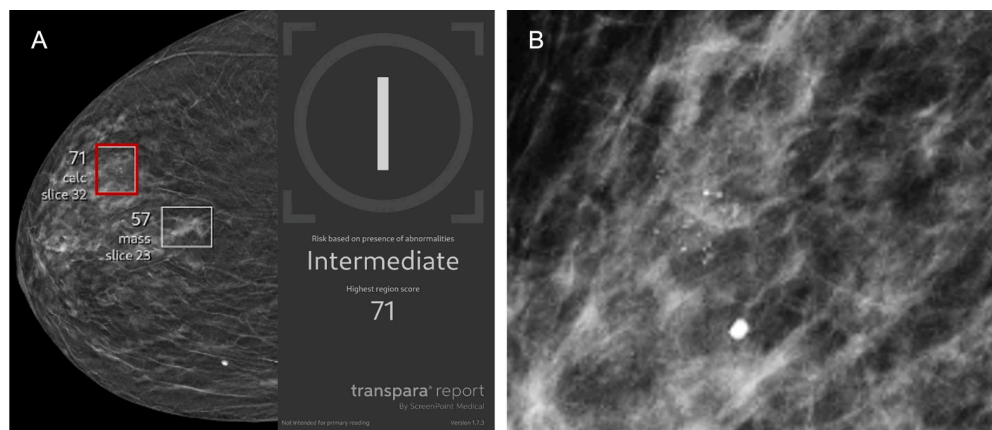 A
71
calc
slice 32
57
mass
slice 23
Risk based on presence of abnormalities
Intermediate
Highest region score
71
transpara® report
By ScreenPoint Medical
Not intended for primary reading
Version 1.7.3
B